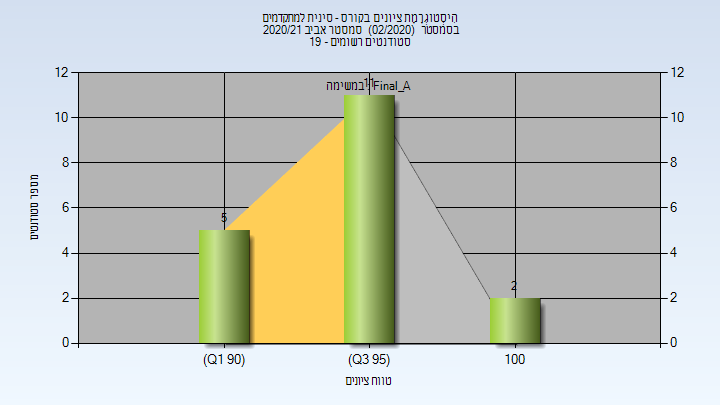 היסטוגרמת ציונים בקורס - סינית למתקדמים
בסמסטר (02/2020) סמסטר אביב 2020/21
סטודנטים רשומים - 19
במשימה: Final_A
12
10
8
6
4
2
0
12
10
8
6
4
2
0
5
11
2
מספר סטודנטים
(Q1 90)
(Q3 95)
100
טווח ציונים